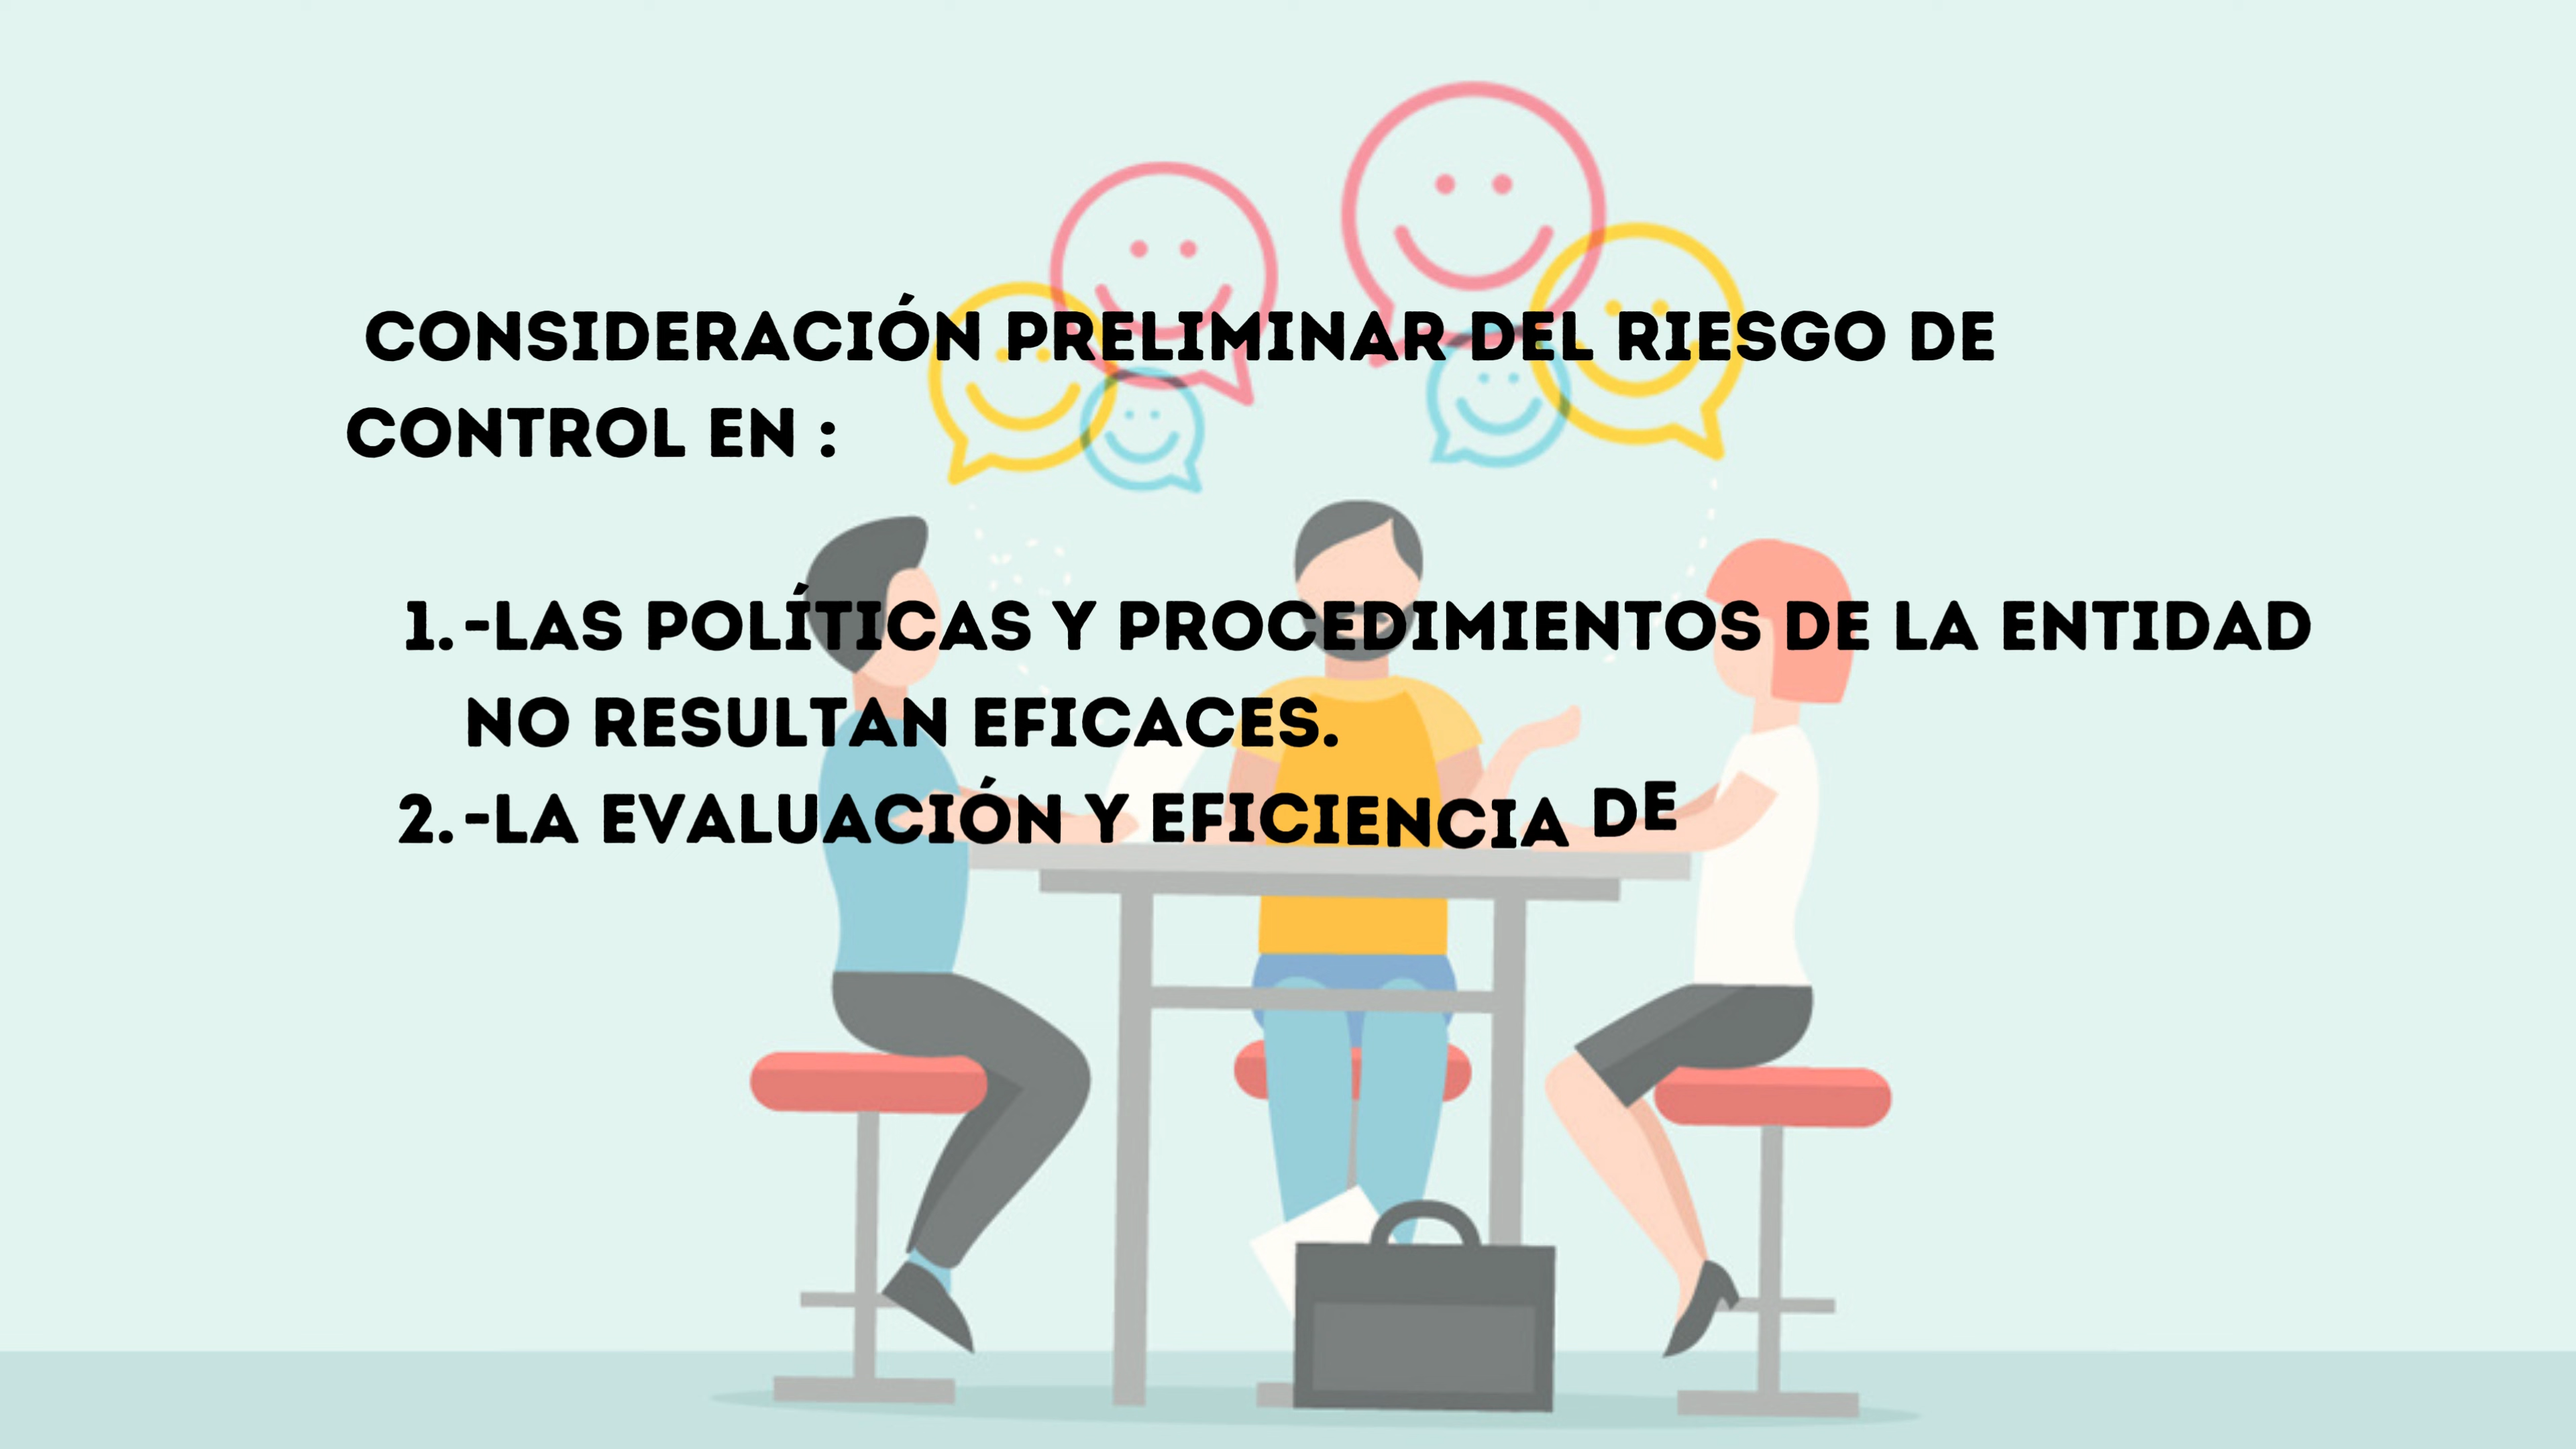 CONSIDERACIÓN PRELIMINAR DEL RIESGO DE
CONTROL EN :
1.-LAS POLÍTICAS Y PROCEDIMIENTOS DE LA ENTIDAD
NO RESULTAN EFICACES.
2.-LA EVALUACIÓN Y EFICIENCIA DE